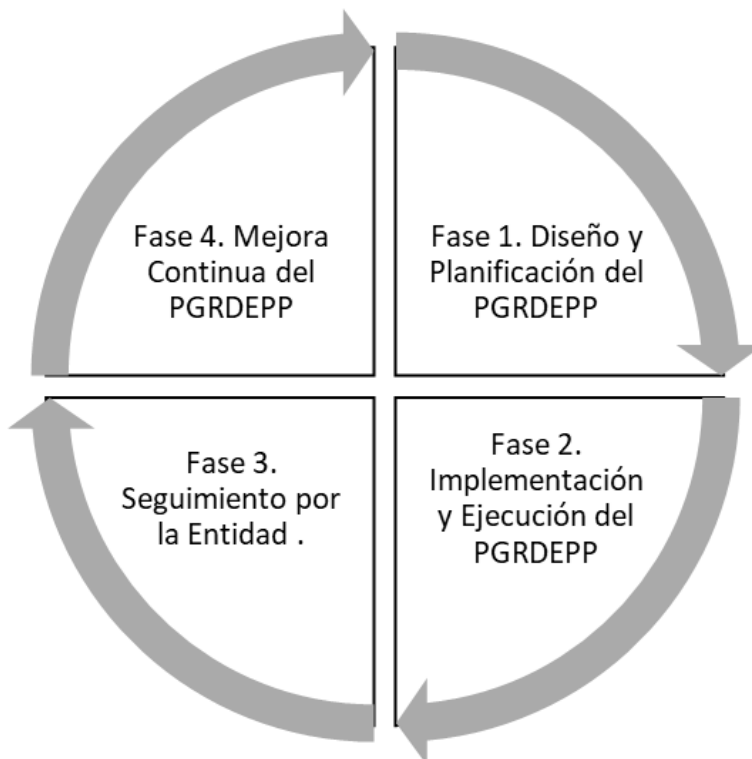 Fase 4. Mejora
Continua del
PGRDEPP
Fase 1. Diseño y
Planificación del
PGRDEPP
Fase 3.
Seguimiento por
la Entidad .
Fase 2.
Implementación
y Ejecución del
PGRDEPP